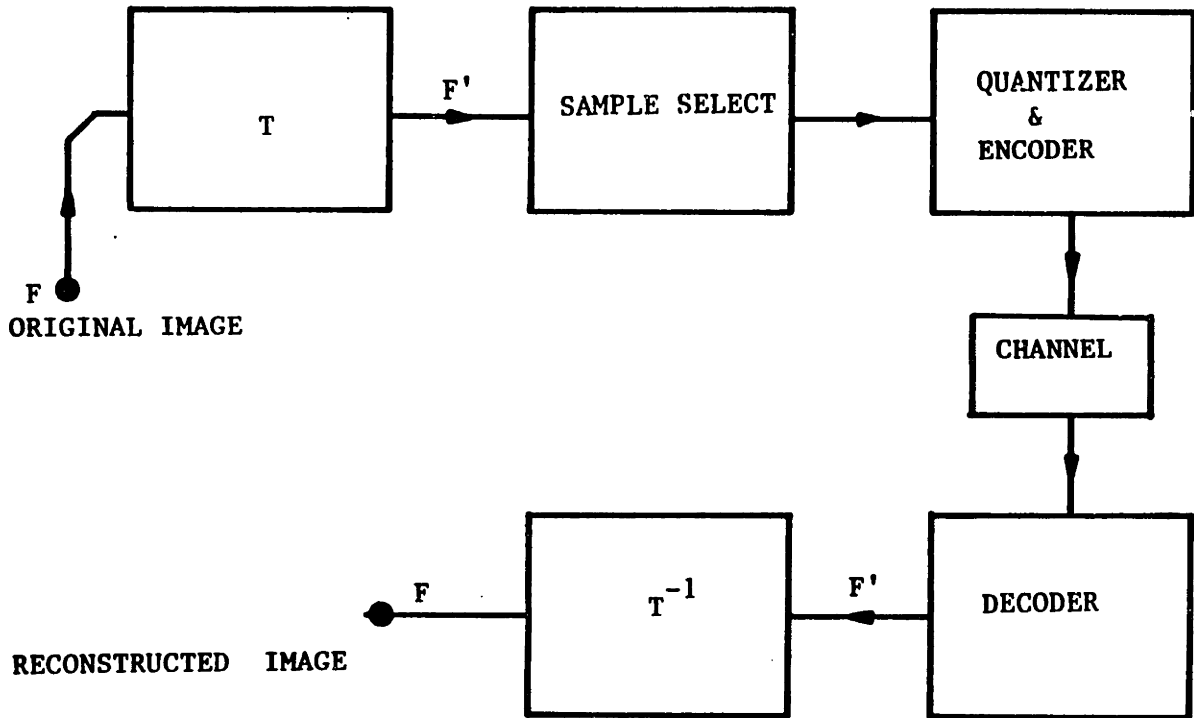 T
F'
SAMPLE SELECT
QUANTIZER
&
ENCODER
F
ORIGINAL IMAGE
CHANNEL
DECODER
F'
T-1
F
RECONSTRUCTED IMAGE